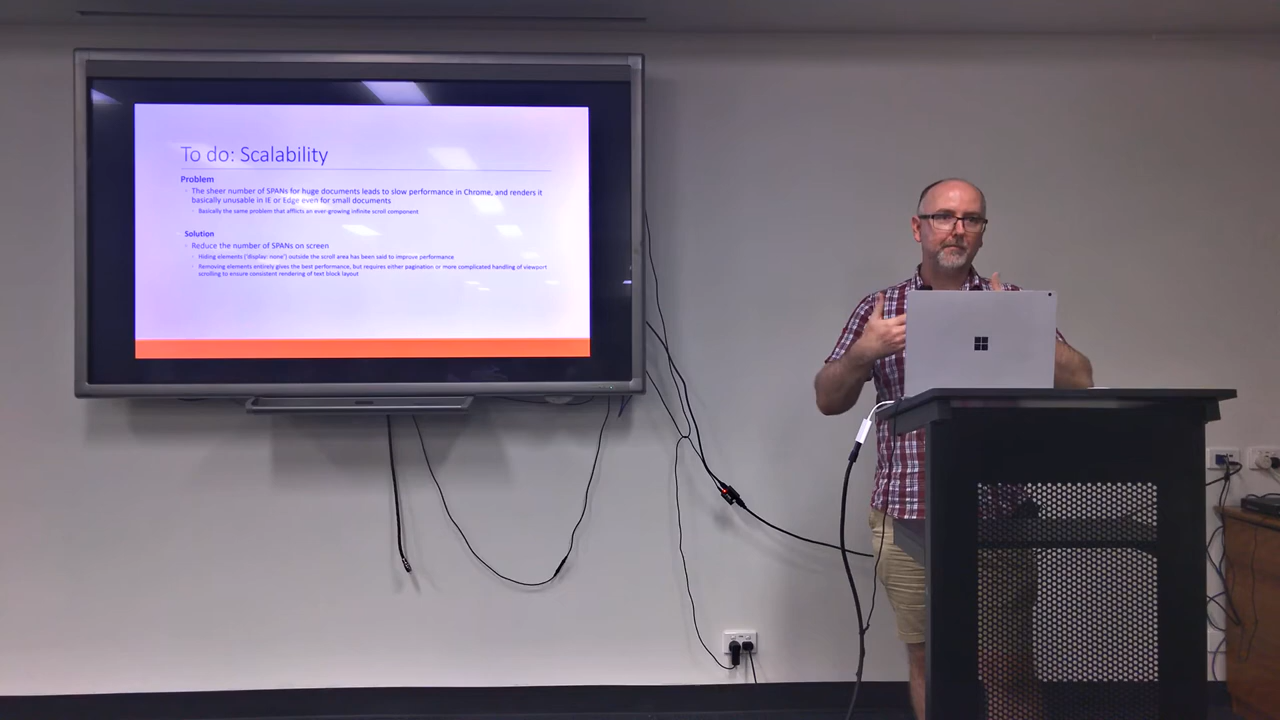 To do: Scalability
Problem
The sheer number of SPANs for huge documents leads to slow performance in Chrome, and renders it
basically unusable in IE or Edge even for small documents
Basically the same problem that afflicts an ever-growing infinite scroll component
Solution
Reduce the number of SPANs on screen
Hiding elements ('display: none') outside the scroll area has been said to improve performance
Removing elements entirely gives the best performance, but requires either pagination or more complicated handling of viewport
scrolling to ensure consistent rendering of text block layout